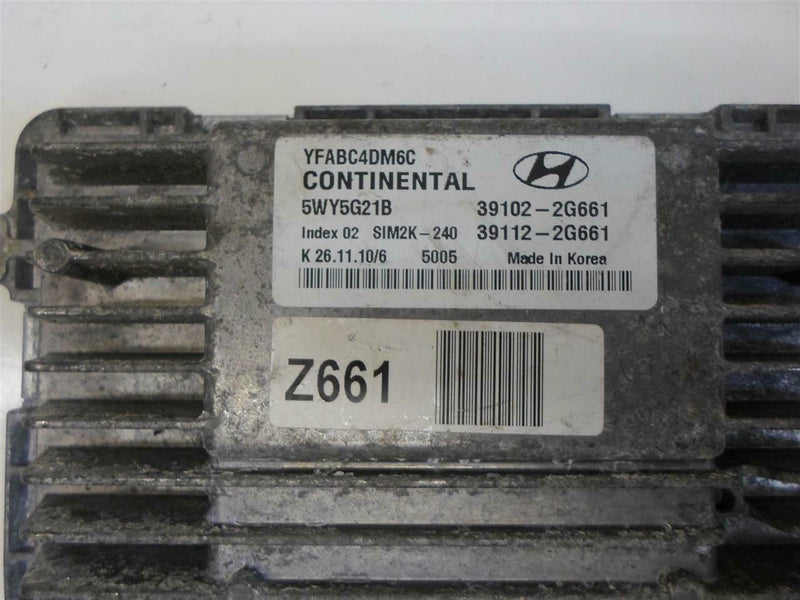 YFABC4DM6C
CONTINENTAL
5WY5G21B 39102-2G661
Index 02 SIM2K-240 39112-2G661
K 26.11.10/6 5005 Made In Korea
Z661